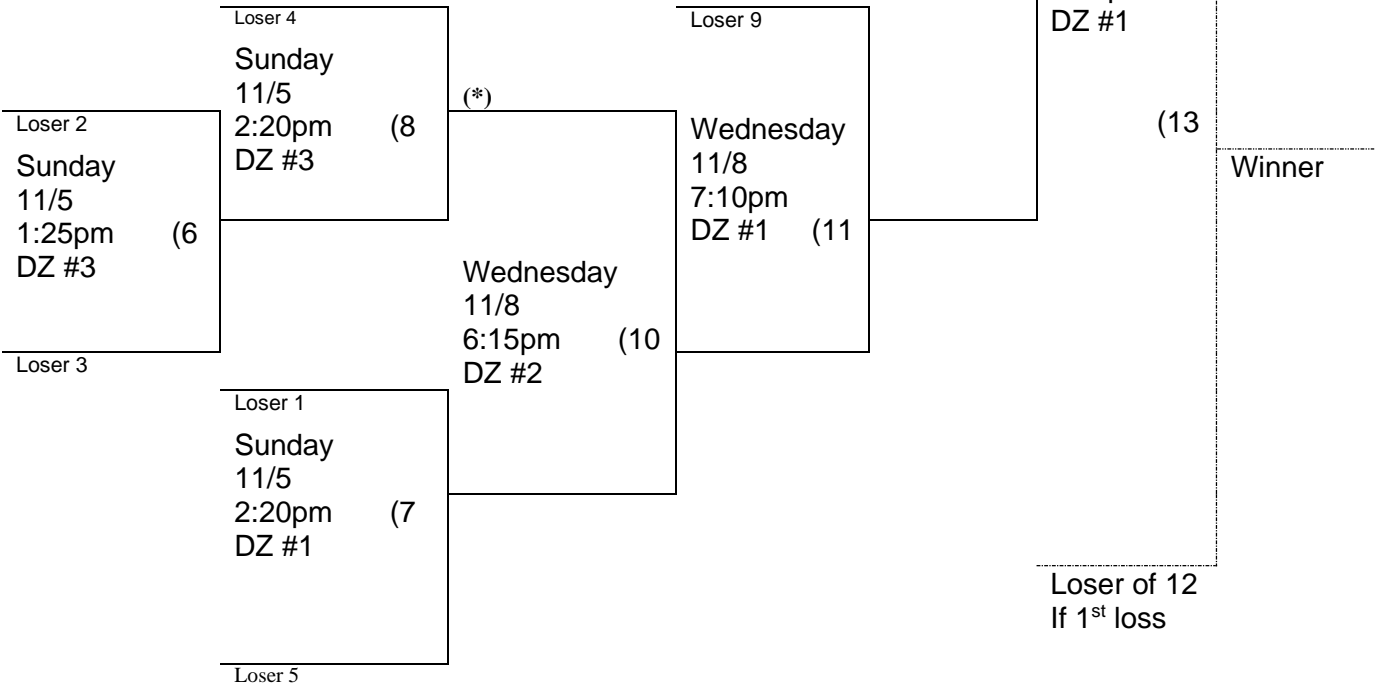 Loser 4
Sunday
11/5
2:20pm (8
DZ #3
Loser 2
Sunday
11/5
1:25pm (6
DZ #3
Loser 3
(*)
Wednesday
11/8
6:15pm (10
DZ #2
Loser 1
Sunday
11/5
2:20pm (7
DZ #1
Loser 5
Loser 9
Wednesday
11/8
7:10pm
DZ #1 (11
DZ #1
(13
Winner
Loser of 12
If 1st loss